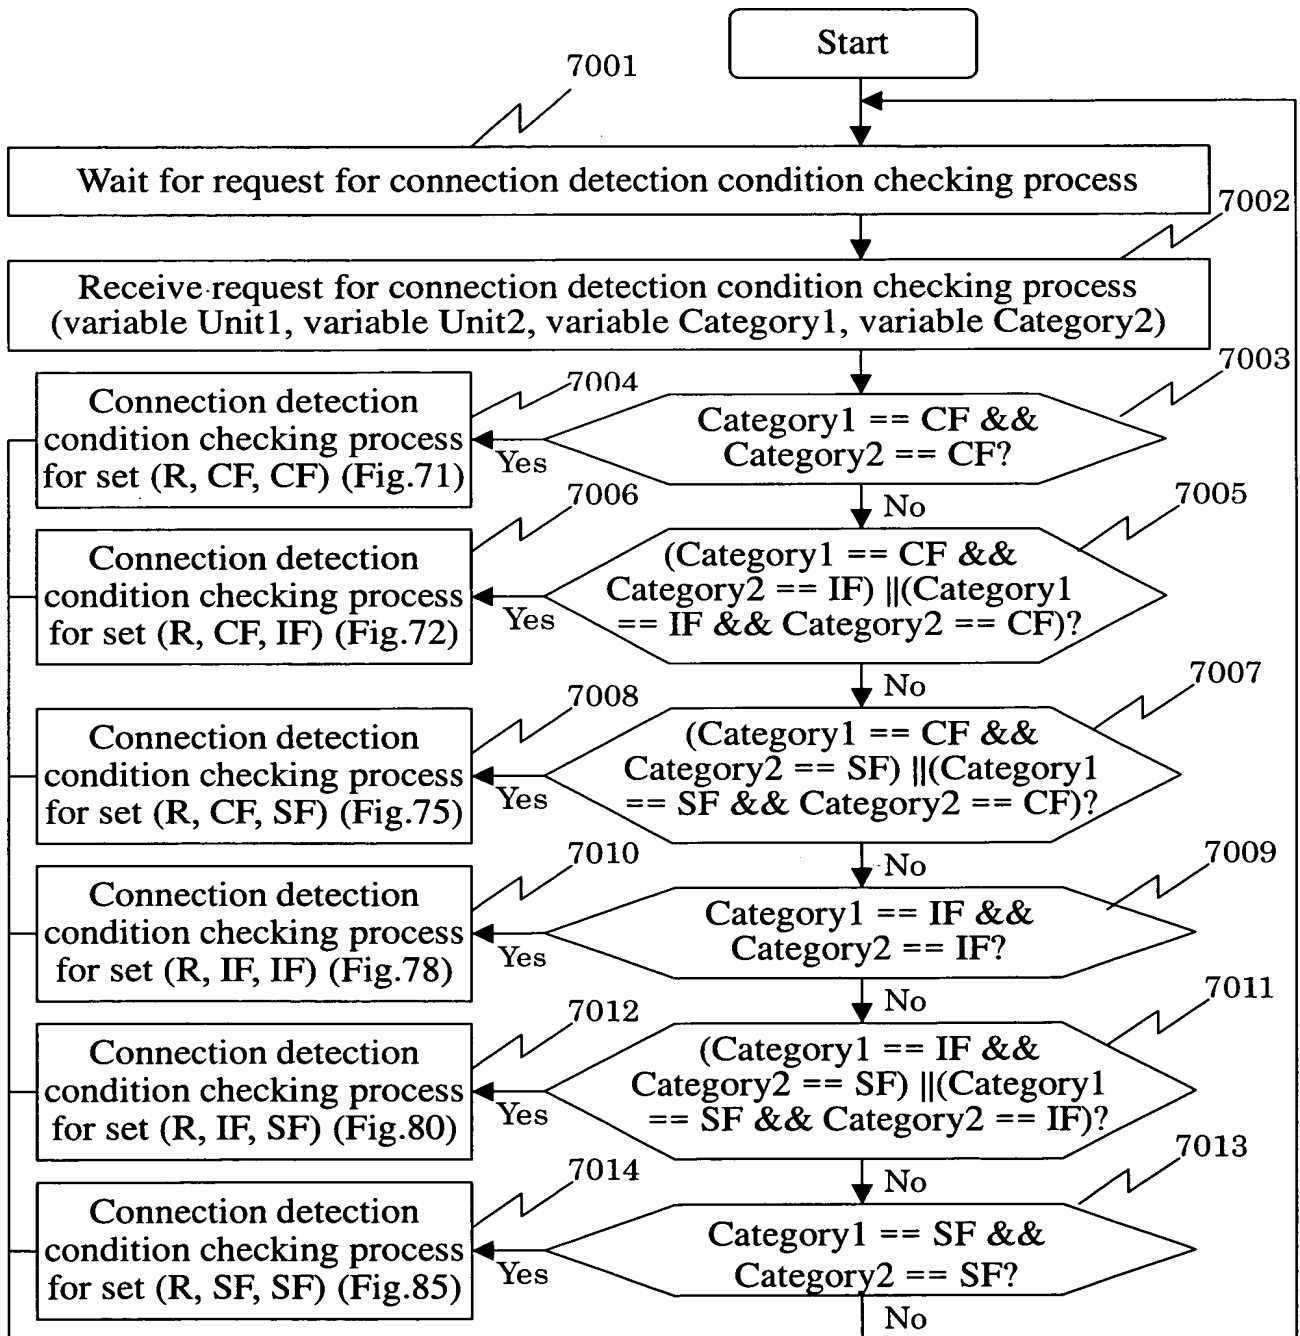 Start
7001
Wait for request for connection detection condition checking process
7002
Receive request for connection detection condition checking process
(variable Unit1, variable Unit2, variable Category1, variable Category2)
7003
Category1 == CF &&
Category2 == CF?
Yes
7004
Connection detection
condition checking process
for set (R, CF, CF) (Fig.71)
No
7005
(Category1 == CF &&
Category2 == IF) ||(Category1
== IF && Category2 == CF)?
Yes
7006
Connection detection
condition checking process
for set (R, CF, IF) (Fig.72)
No
7007
(Category1 == CF &&
Category2 == SF) ||(Category1
== SF && Category2 == CF)?
Yes
7008
Connection detection
condition checking process
for set (R, CF, SF) (Fig.75)
No
7009
Category1 == IF &&
Category2 == IF?
Yes
7010
Connection detection
condition checking process
for set (R, IF, IF) (Fig.78)
No
7011
(Category1 == IF &&
Category2 == SF) ||(Category1
== SF && Category2 == IF)?
Yes
7012
Connection detection
condition checking process
for set (R, IF, SF) (Fig.80)
No
7013
Category1 == SF &&
Category2 == SF?
Yes
7014
Connection detection
condition checking process
for set (R, SF, SF) (Fig.85)
No